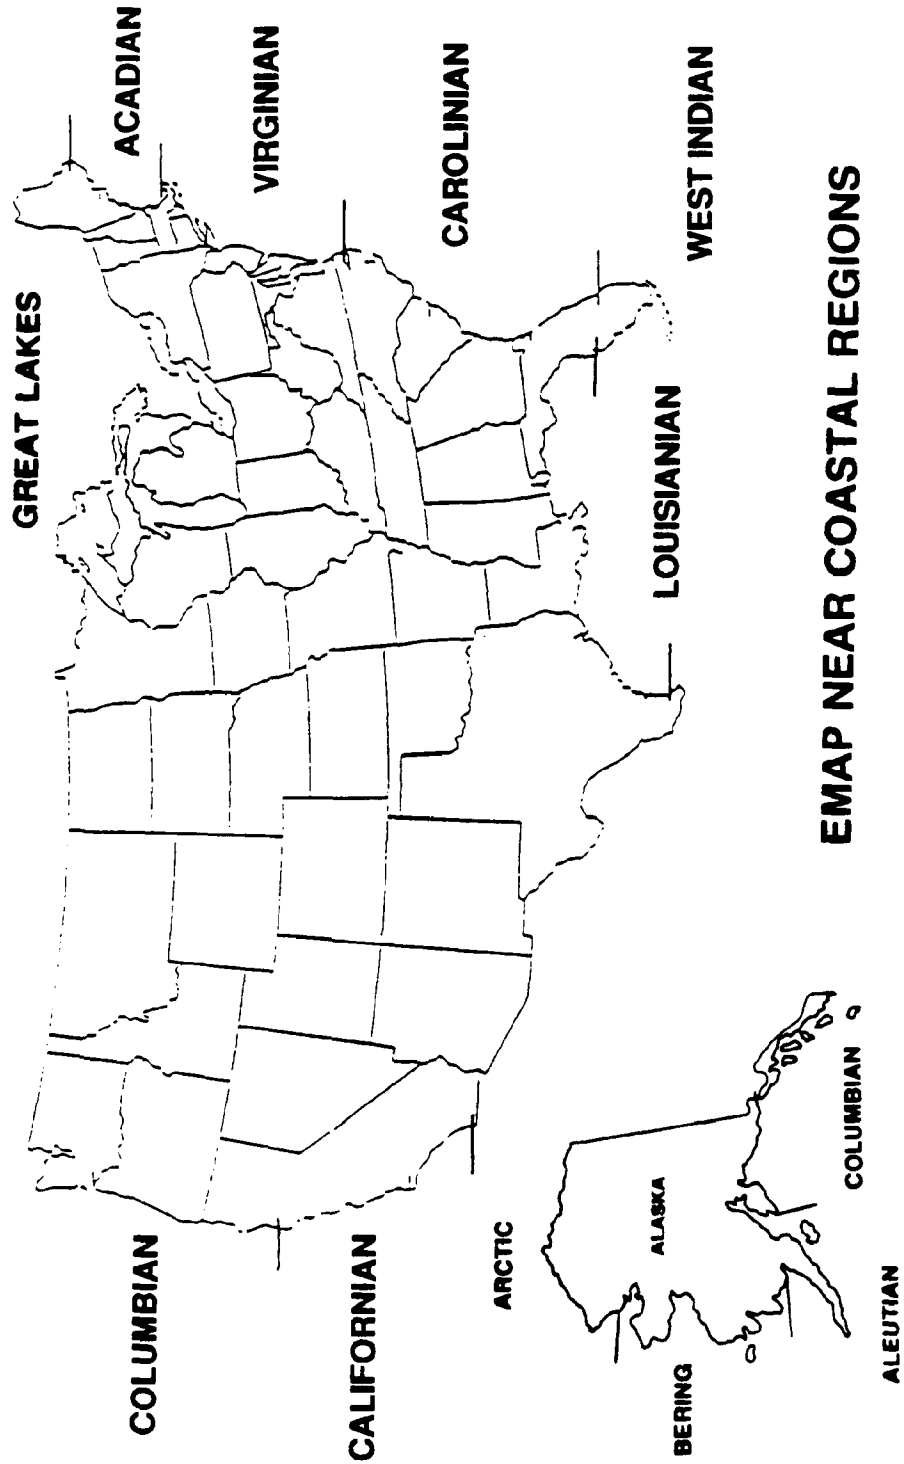 GREAT LAKES
ACADIAN
VIRGINIAN
CAROLINIAN
WEST INDIAN
LOUISIANIAN
COLUMBIAN
CALIFORNIAN
ARCTIC
ALASKA
BERING
ALEUTIAN
COLUMBIAN
EMAP NEAR COASTAL REGIONS